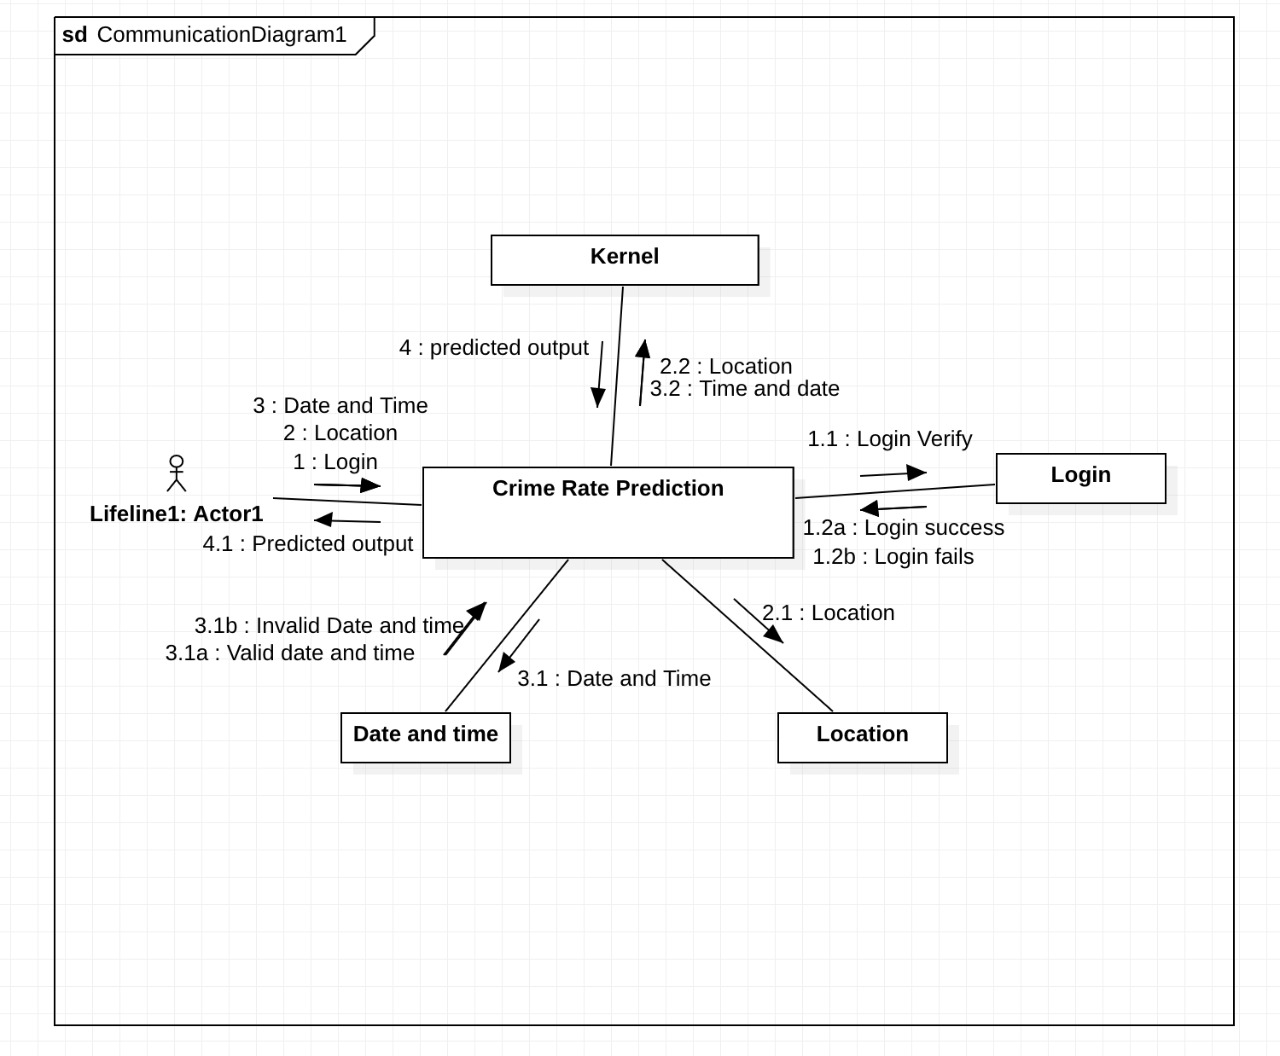 sd CommunicationDiagram1
Kernel
4 : predicted output
2.2 : Location
3.2 : Time and date
3 : Date and Time
2 : Location
1 : Login
1.1 : Login Verify
Lifeline1: Actor1
Crime Rate Prediction
Login
4.1 : Predicted output
1.2a : Login success
1.2b : Login fails
3.1b : Invalid Date and time
3.1a : Valid date and time
2.1 : Location
3.1 : Date and Time
Date and time
Location